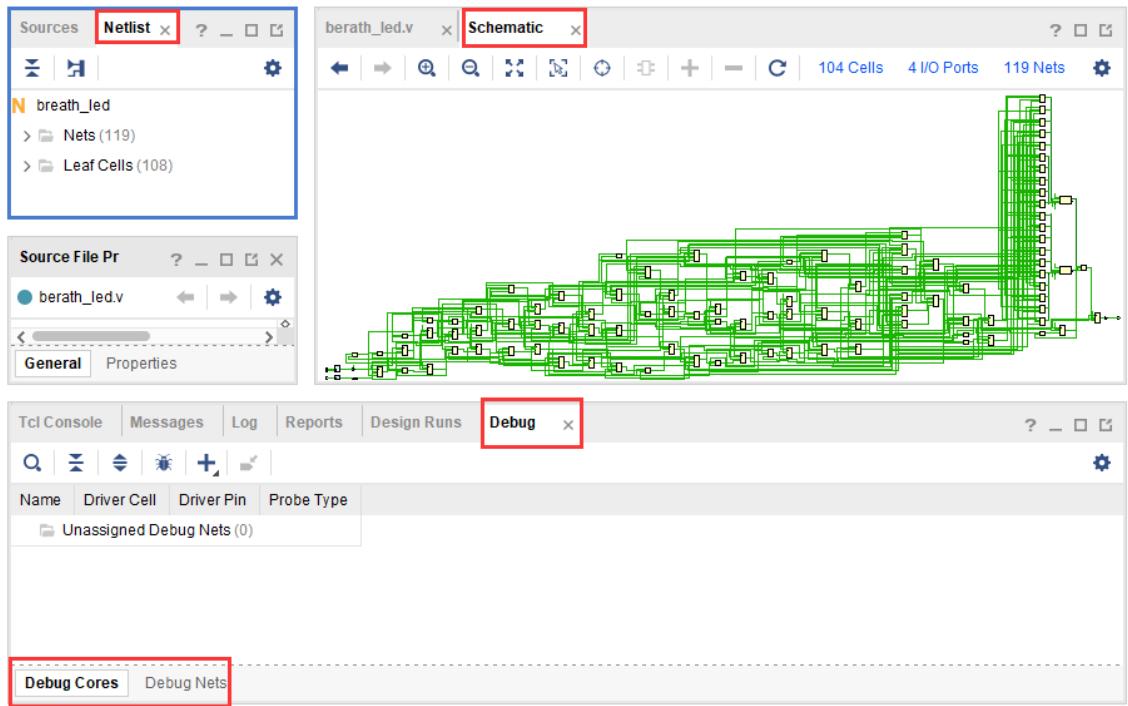 Sources Netlist
breath_led
Nets (119)
Leaf Cells (108)
Source File Pr
berath_led.v
General Properties
berath_led.v Schematic
104 Cells 4 I/O Ports 119 Nets
Tcl Console Messages Log Reports Design Runs Debug
Name Driver Cell Driver Pin Probe Type
Unassigned Debug Nets (0)
Debug Cores Debug Nets